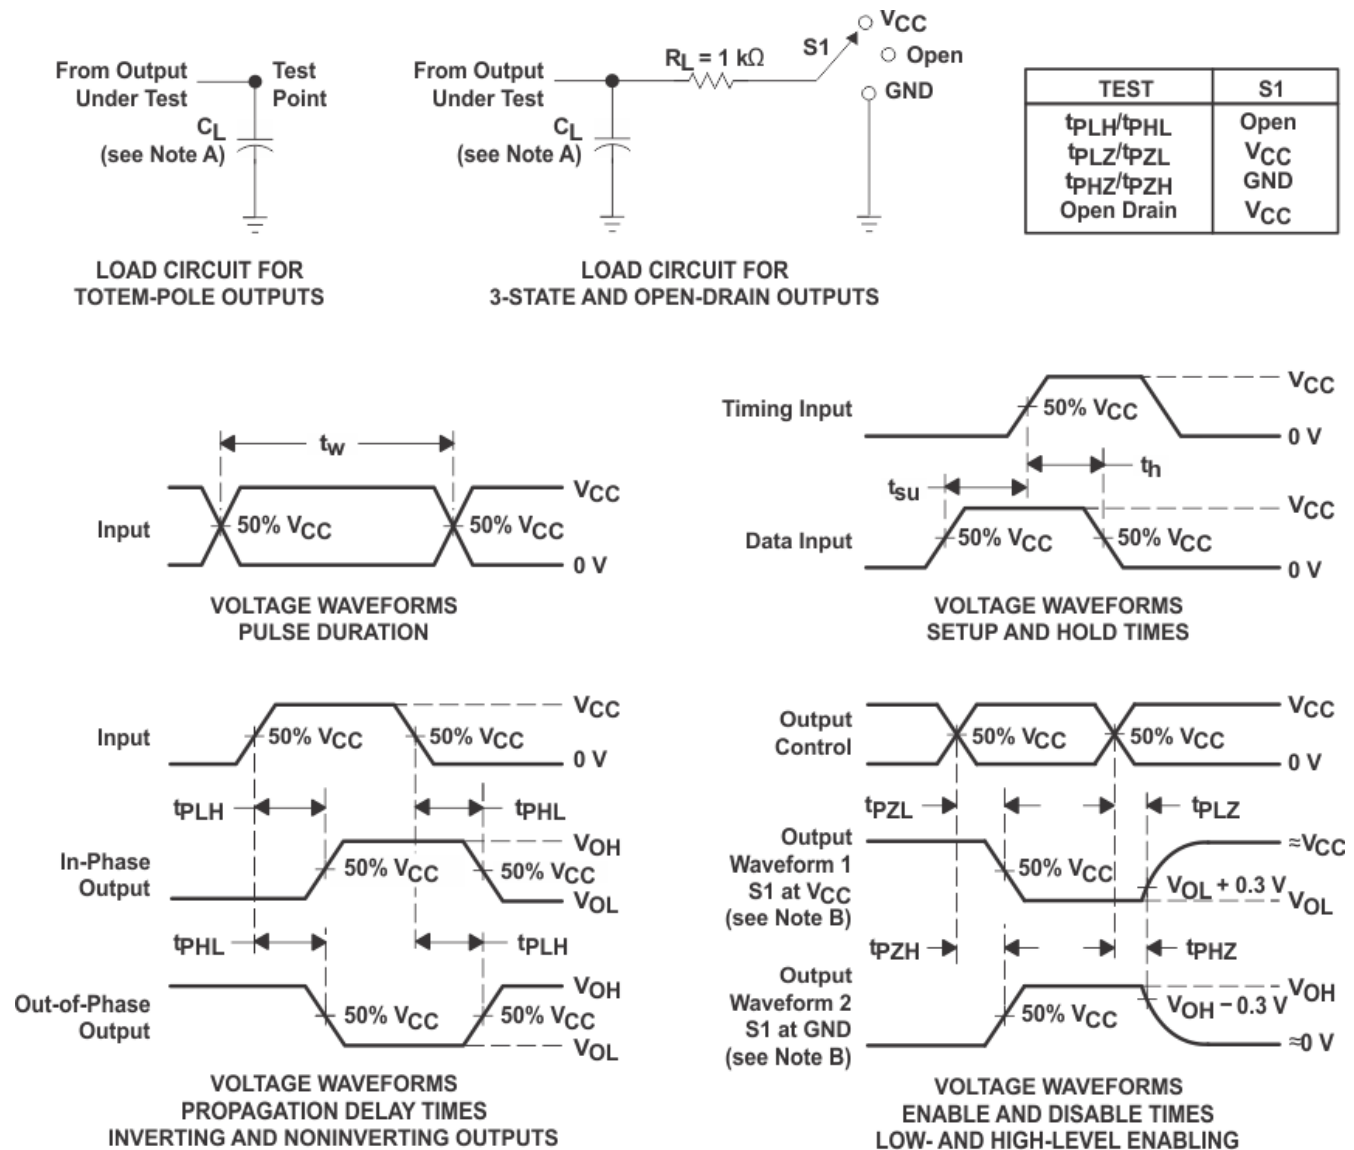 From Output
Under Test
Test
Point
CL
(see Note A)
LOAD CIRCUIT FOR
TOTEM-POLE OUTPUTS
From Output
Under Test
CL
(see Note A)
RL = 1 kΩ
S1
VCC
Open
GND
LOAD CIRCUIT FOR
3-STATE AND OPEN-DRAIN OUTPUTS
TEST S1
tPLH/tPHL Open
tPLZ/tPZL VCC
tPHZ/tPZH GND
Open Drain VCC
tw
Input
50% VCC
50% VCC
VCC
0 V
VOLTAGE WAVEFORMS
PULSE DURATION
Timing Input
50% VCC
VCC
0 V
th
tsu
Data Input
50% VCC
50% VCC
VCC
0 V
VOLTAGE WAVEFORMS
SETUP AND HOLD TIMES
Input
50% VCC
50% VCC
VCC
0 V
tPLH
tPHL
In-Phase
Output
50% VCC
50% VCC
VOH
VOL
tPHL
tPLH
Out-of-Phase
Output
50% VCC
50% VCC
VOH
VOL
VOLTAGE WAVEFORMS
PROPAGATION DELAY TIMES
INVERTING AND NONINVERTING OUTPUTS
Output
Control
50% VCC
50% VCC
VCC
0 V
tPZL
tPLZ
Output
Waveform 1
S1 at VCC
(see Note B)
50% VCC
VOL + 0.3 V
≈VCC
VOL
tPZH
tPHZ
Output
Waveform 2
S1 at GND
(see Note B)
50% VCC
VOH − 0.3 V
VOH
≈0 V
VOLTAGE WAVEFORMS
ENABLE AND DISABLE TIMES
LOW- AND HIGH-LEVEL ENABLING